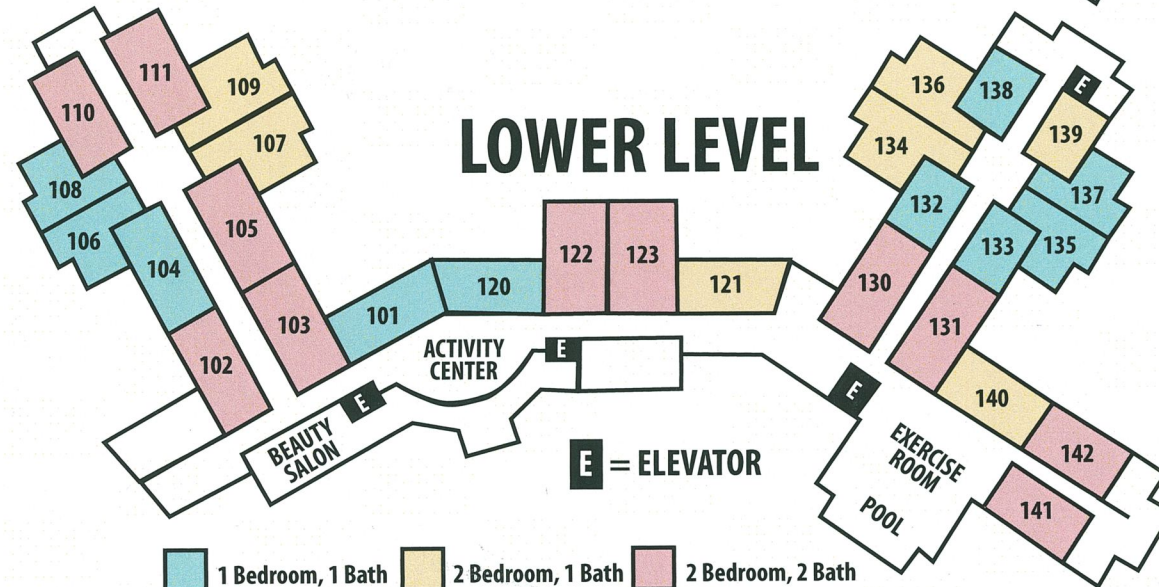 LOWER LEVEL
111
110
109
107
108
106
105
104
103
102
101
120
122
123
121
136
138
E
139
134
137
132
133
135
130
131
140
142
141
ACTIVITY
CENTER
E
E
E
BEAUTY
SALON
EXERCISE
ROOM
POOL
E = ELEVATOR
1 Bedroom, 1 Bath
2 Bedroom, 1 Bath
2 Bedroom, 2 Bath